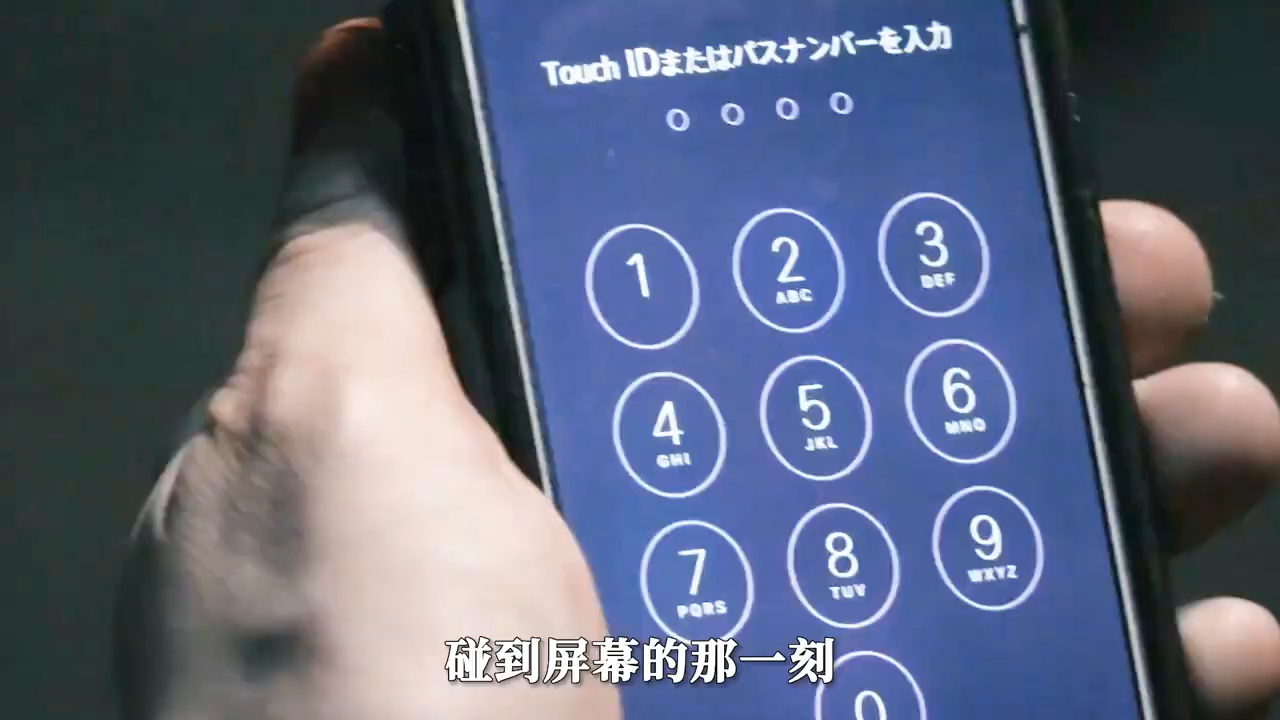 Touch IDまたはパスナンバーを入力
1 2 3
ABC DEF
4 5 6
GHI JKL MNO
7 8 9
PQRS TUV WXYZ
0
碰到屏幕的那一刻